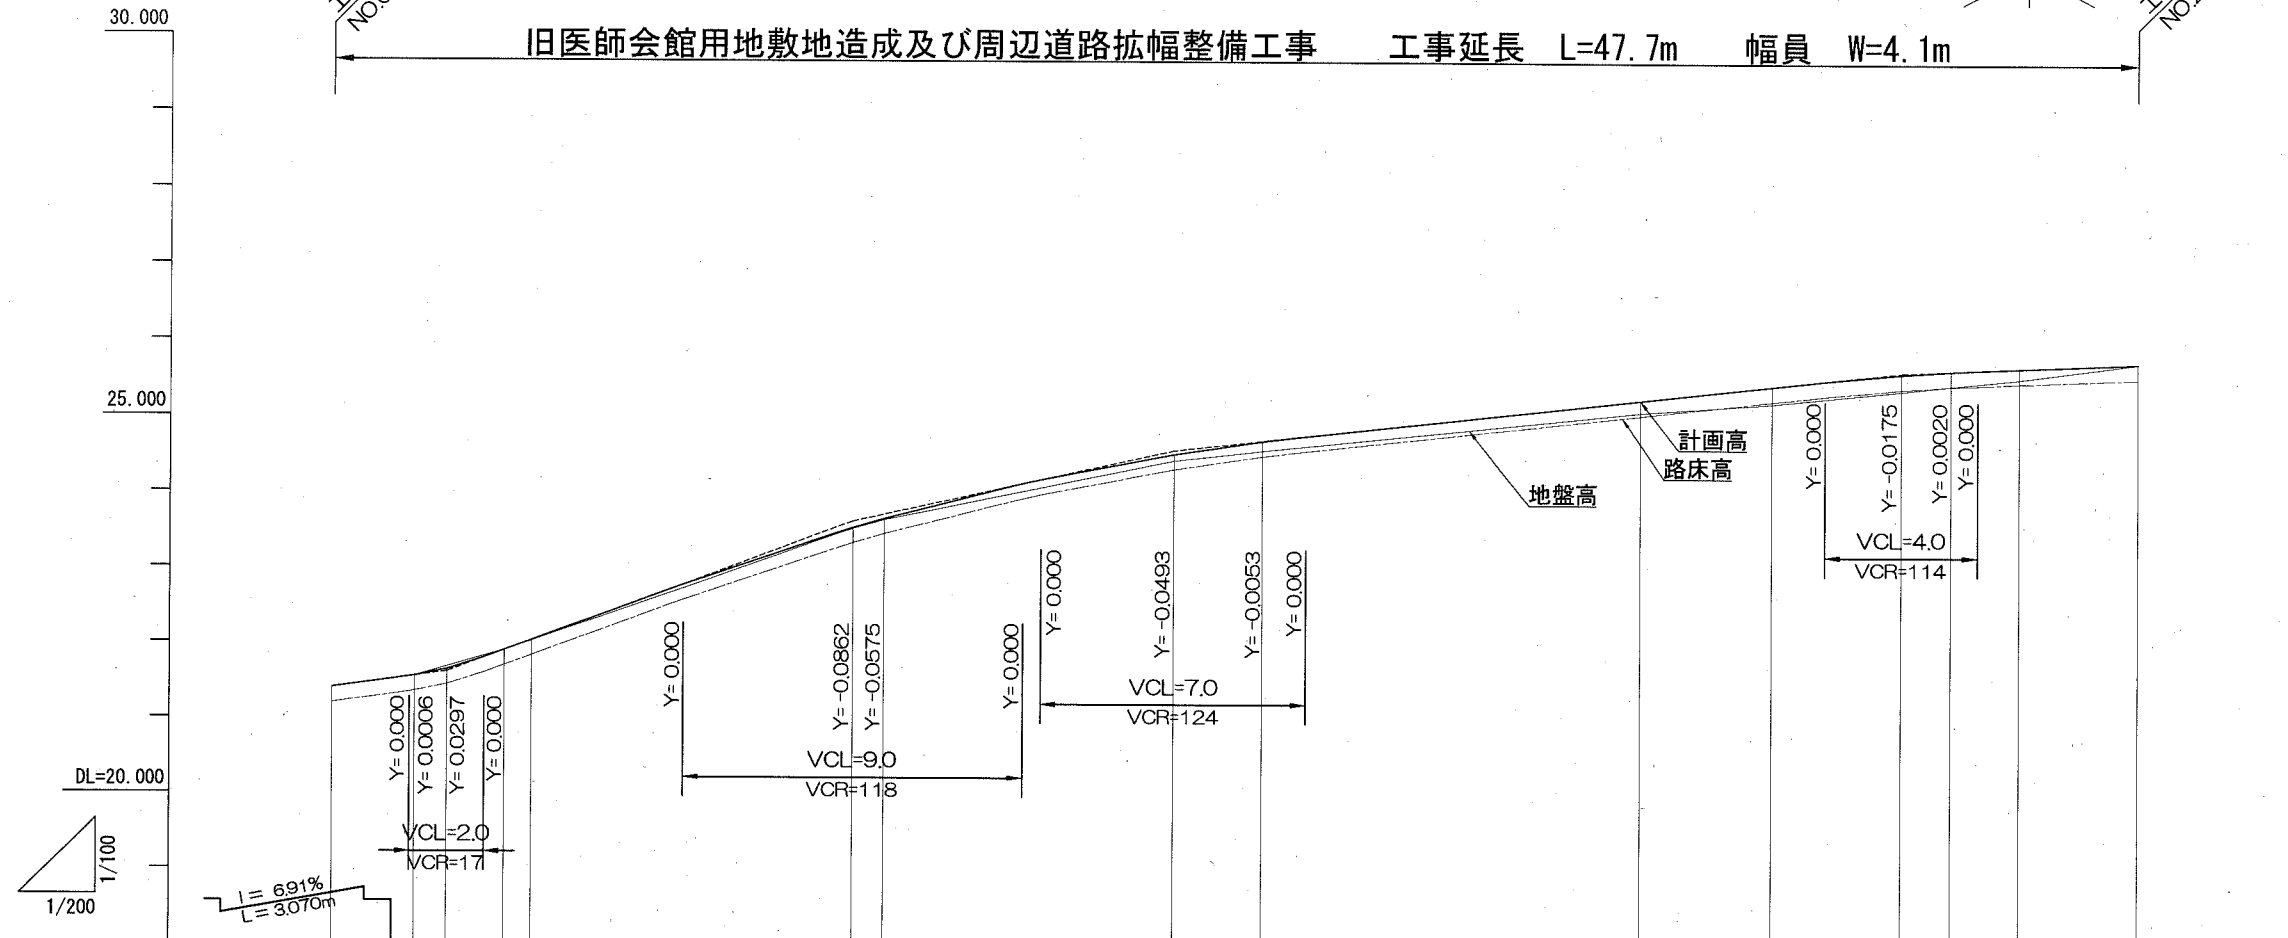 30.000
NO.
NO.
旧医師会館用地敷地造成及び周辺道路拡幅整備工事 工事延長 L=47.7m 幅員 W=4.1m
25.000
計画高
路床高
地盤高
Y= 0.000
Y= -0.0175
Y= 0.0020
Y= 0.000
VCL=4.0
VCR=114
Y= 0.000
Y= -0.0493
Y= -0.0053
Y= 0.000
VCL=7.0
VCR=124
Y= 0.000
Y= -0.0862
Y= -0.0575
Y= 0.000
VCL=9.0
VCR=118
Y= 0.000
Y= 0.0006
Y= 0.0297
Y= 0.000
VCL=2.0
VCR=17
DL=20.000
1/100
1/200
I= 6.91%
L= 3.070m